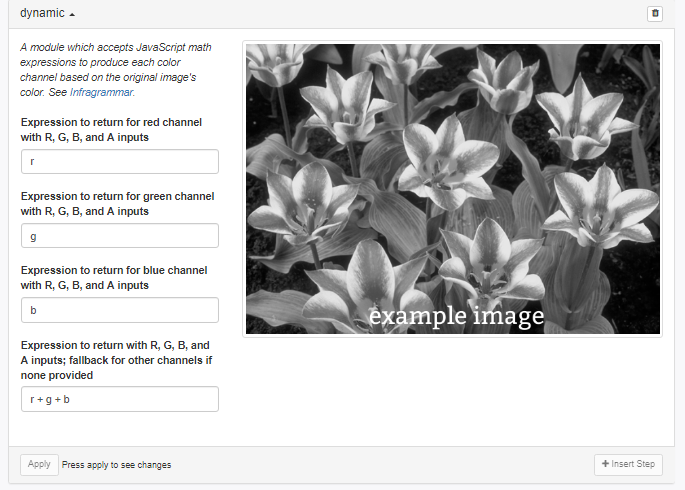 dynamic
A module which accepts JavaScript math
expressions to produce each color
channel based on the original image's
color. See Infragrammar.
Expression to return for red channel
with R, G, B, and A inputs
r
Expression to return for green channel
with R, G, B, and A inputs
g
Expression to return for blue channel
with R, G, B, and A inputs
b
Expression to return with R, G, B, and
A inputs; fallback for other channels if
none provided
r + g + b
example image
Apply Press apply to see changes
+ Insert Step